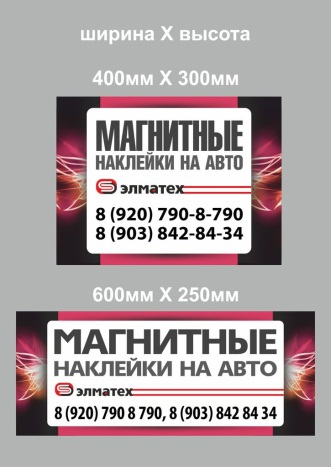 ширина X высота
400мм X 300мм
МАГНИТНЫЕ
НАКЛЕЙКИ НА АВТО
элматех
8 (920) 790-8-790
8 (903) 842-84-34
600мм X 250мм
МАГНИТНЫЕ
НАКЛЕЙКИ НА АВТО
элматех
8 (920) 790 8 790, 8 (903) 842 84 34